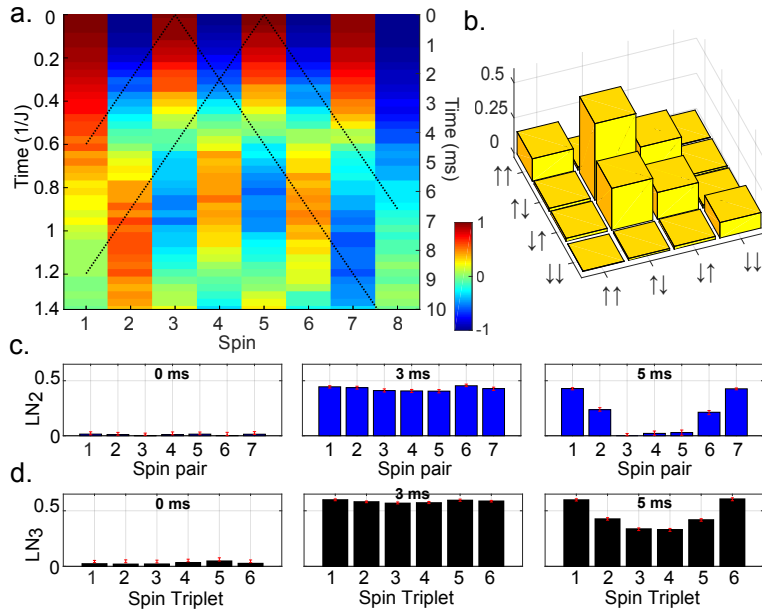 a.
0
0.2
0.4
0.6
0.8
1
1.2
1.4
Time (1/J)
1 2 3 4 5 6 7 8
Spin
0
1
2
3
4
5
6
7
8
9
10
Time (ms)
1
0
-1
b.
0.5
0.25
0
↑↑
↑↓
↓↑
↓↓
↑↑
↑↓
↓↑
↓↓
c.
LN2
0.5
0
0 ms
1 2 3 4 5 6 7
Spin pair
3 ms
1 2 3 4 5 6 7
Spin pair
5 ms
1 2 3 4 5 6 7
Spin pair
d.
LN3
0.5
0
0 ms
1 2 3 4 5 6
Spin Triplet
3 ms
1 2 3 4 5 6
Spin Triplet
5 ms
1 2 3 4 5 6
Spin Triplet